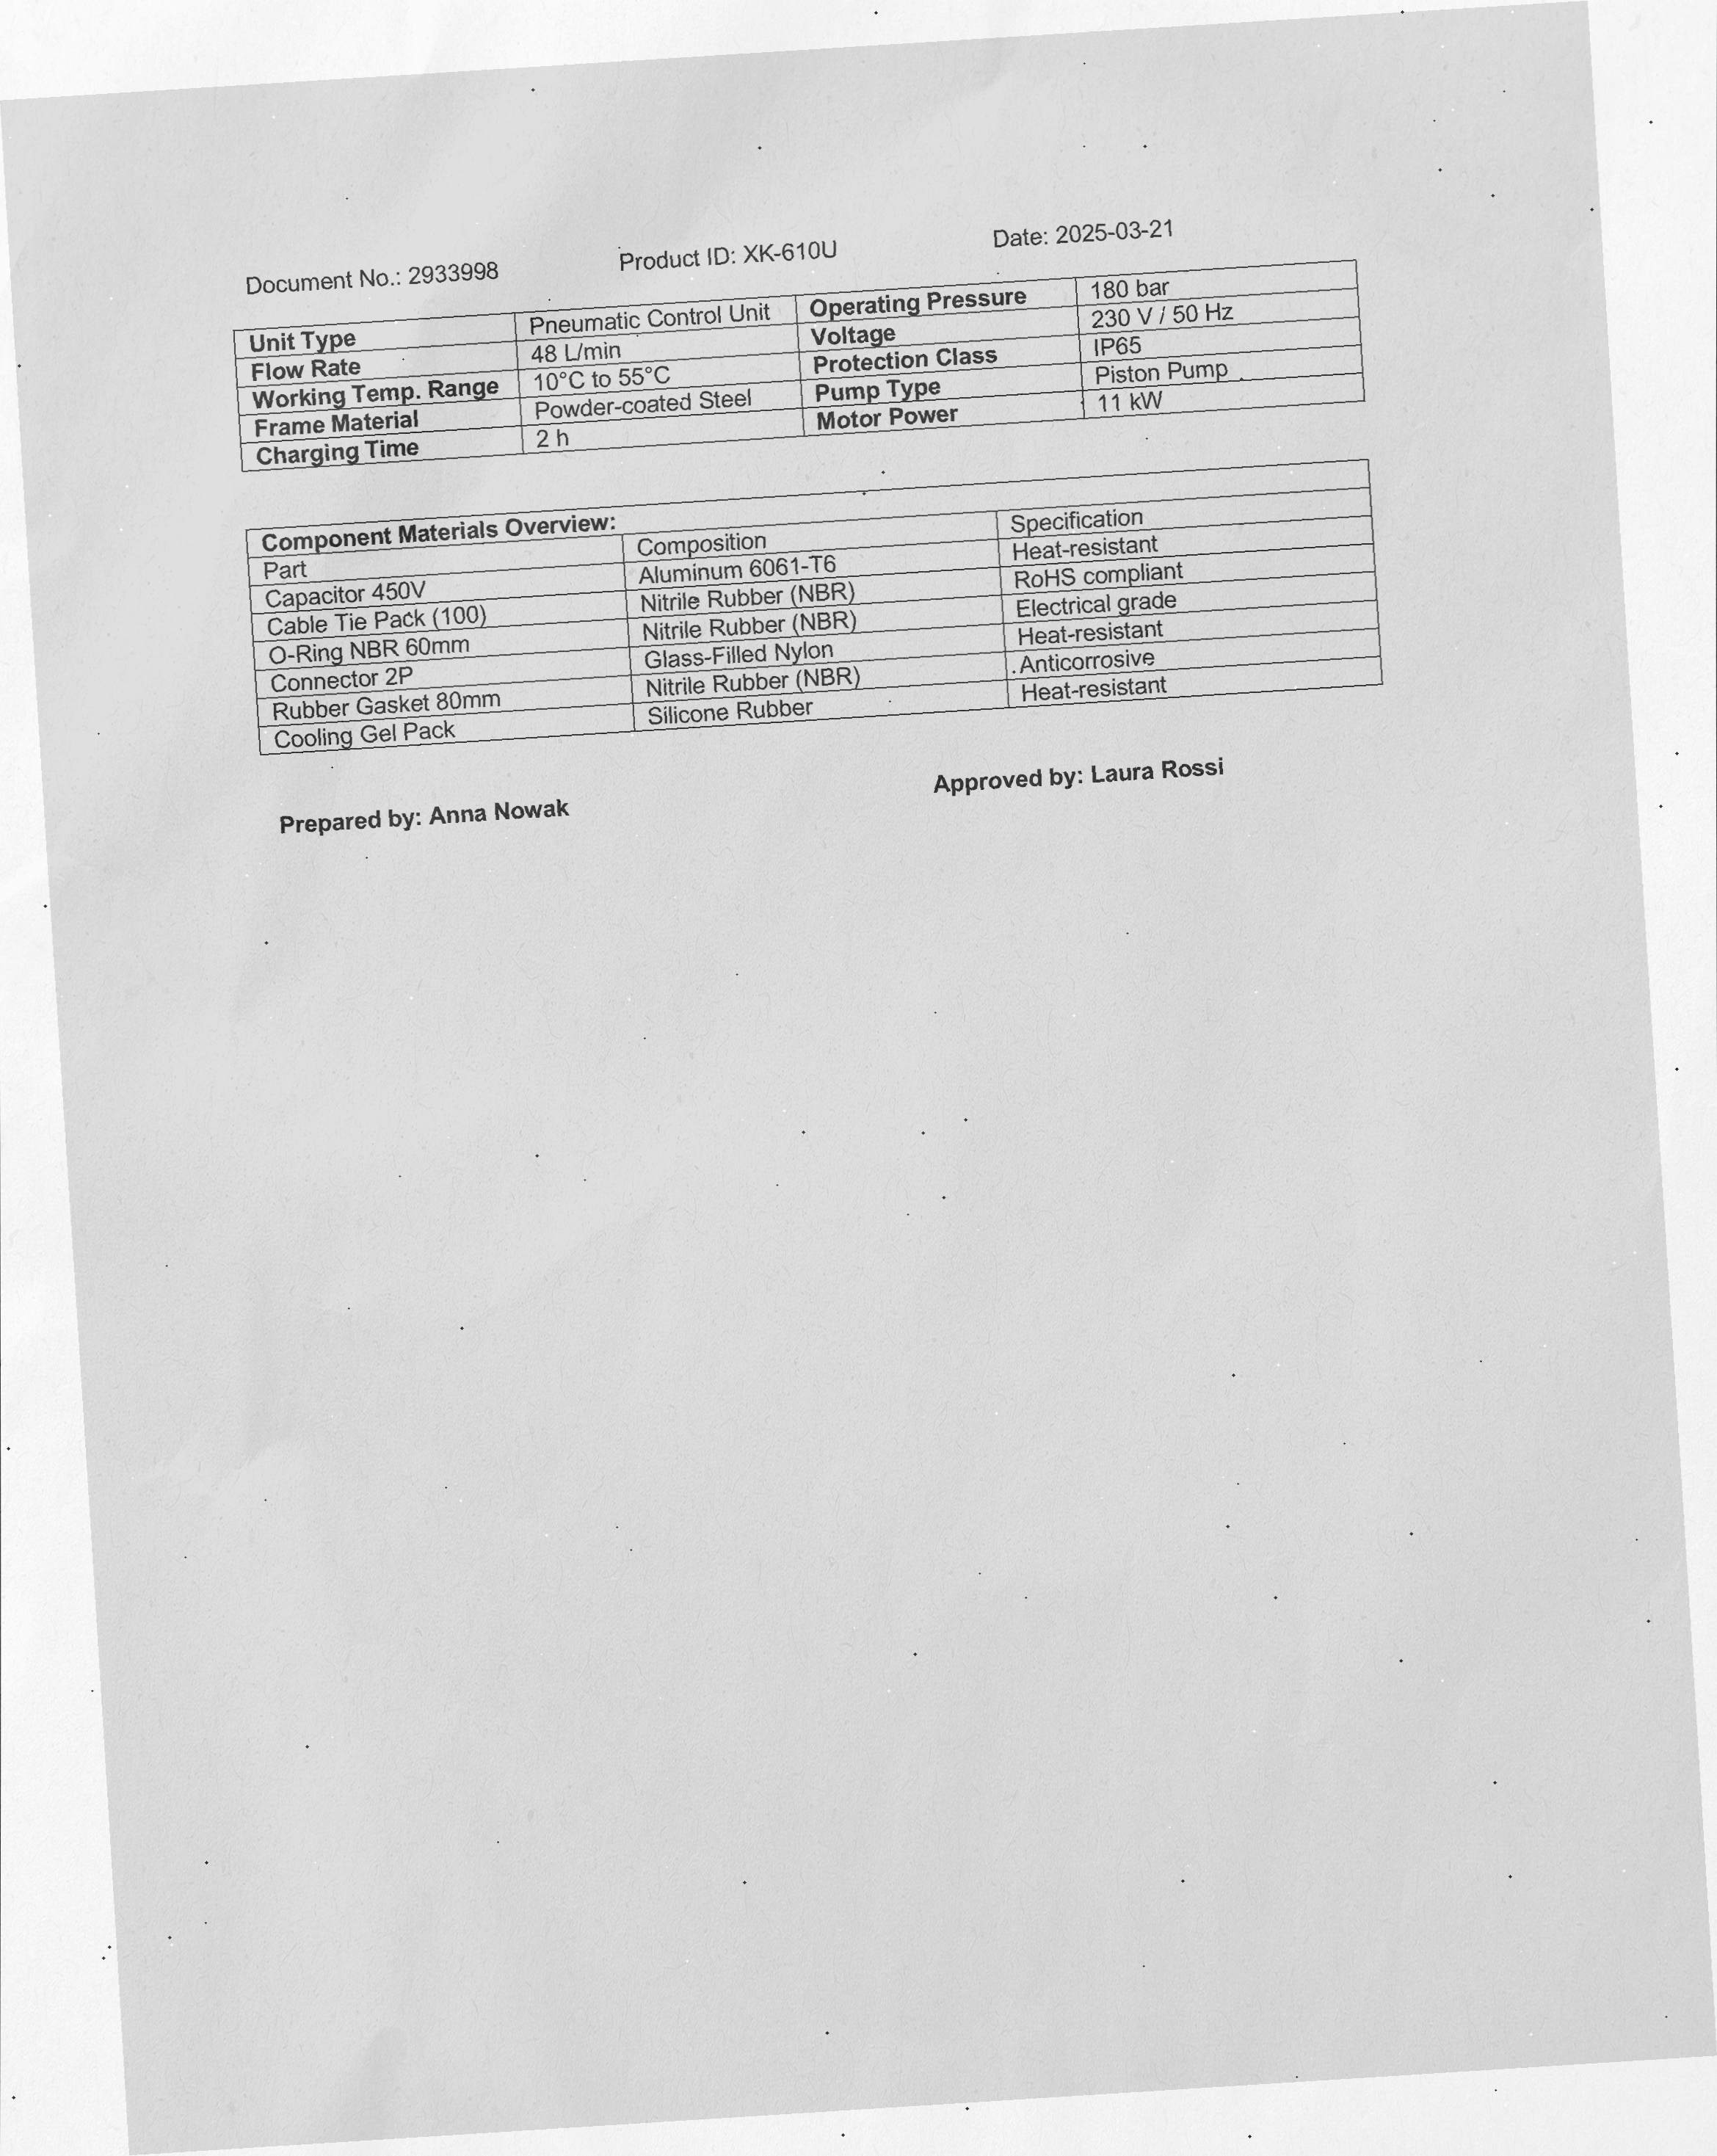 Document No.: 2933998 Product ID: XK-610U Date: 2025-03-21
Unit Type Pneumatic Control Unit Operating Pressure 180 bar
Flow Rate 48 L/min Voltage 230 V / 50 Hz
Working Temp. Range 10°C to 55°C Protection Class IP65
Frame Material Powder-coated Steel Pump Type Piston Pump
Charging Time 2 h Motor Power 11 kW
Component Materials Overview:
Part Composition Specification
Capacitor 450V Aluminum 6061-T6 Heat-resistant
Cable Tie Pack (100) Nitrile Rubber (NBR) RoHS compliant
O-Ring NBR 60mm Nitrile Rubber (NBR) Electrical grade
Connector 2P Glass-Filled Nylon Heat-resistant
Rubber Gasket 80mm Nitrile Rubber (NBR) Anticorrosive
Cooling Gel Pack Silicone Rubber Heat-resistant
Prepared by: Anna Nowak Approved by: Laura Rossi